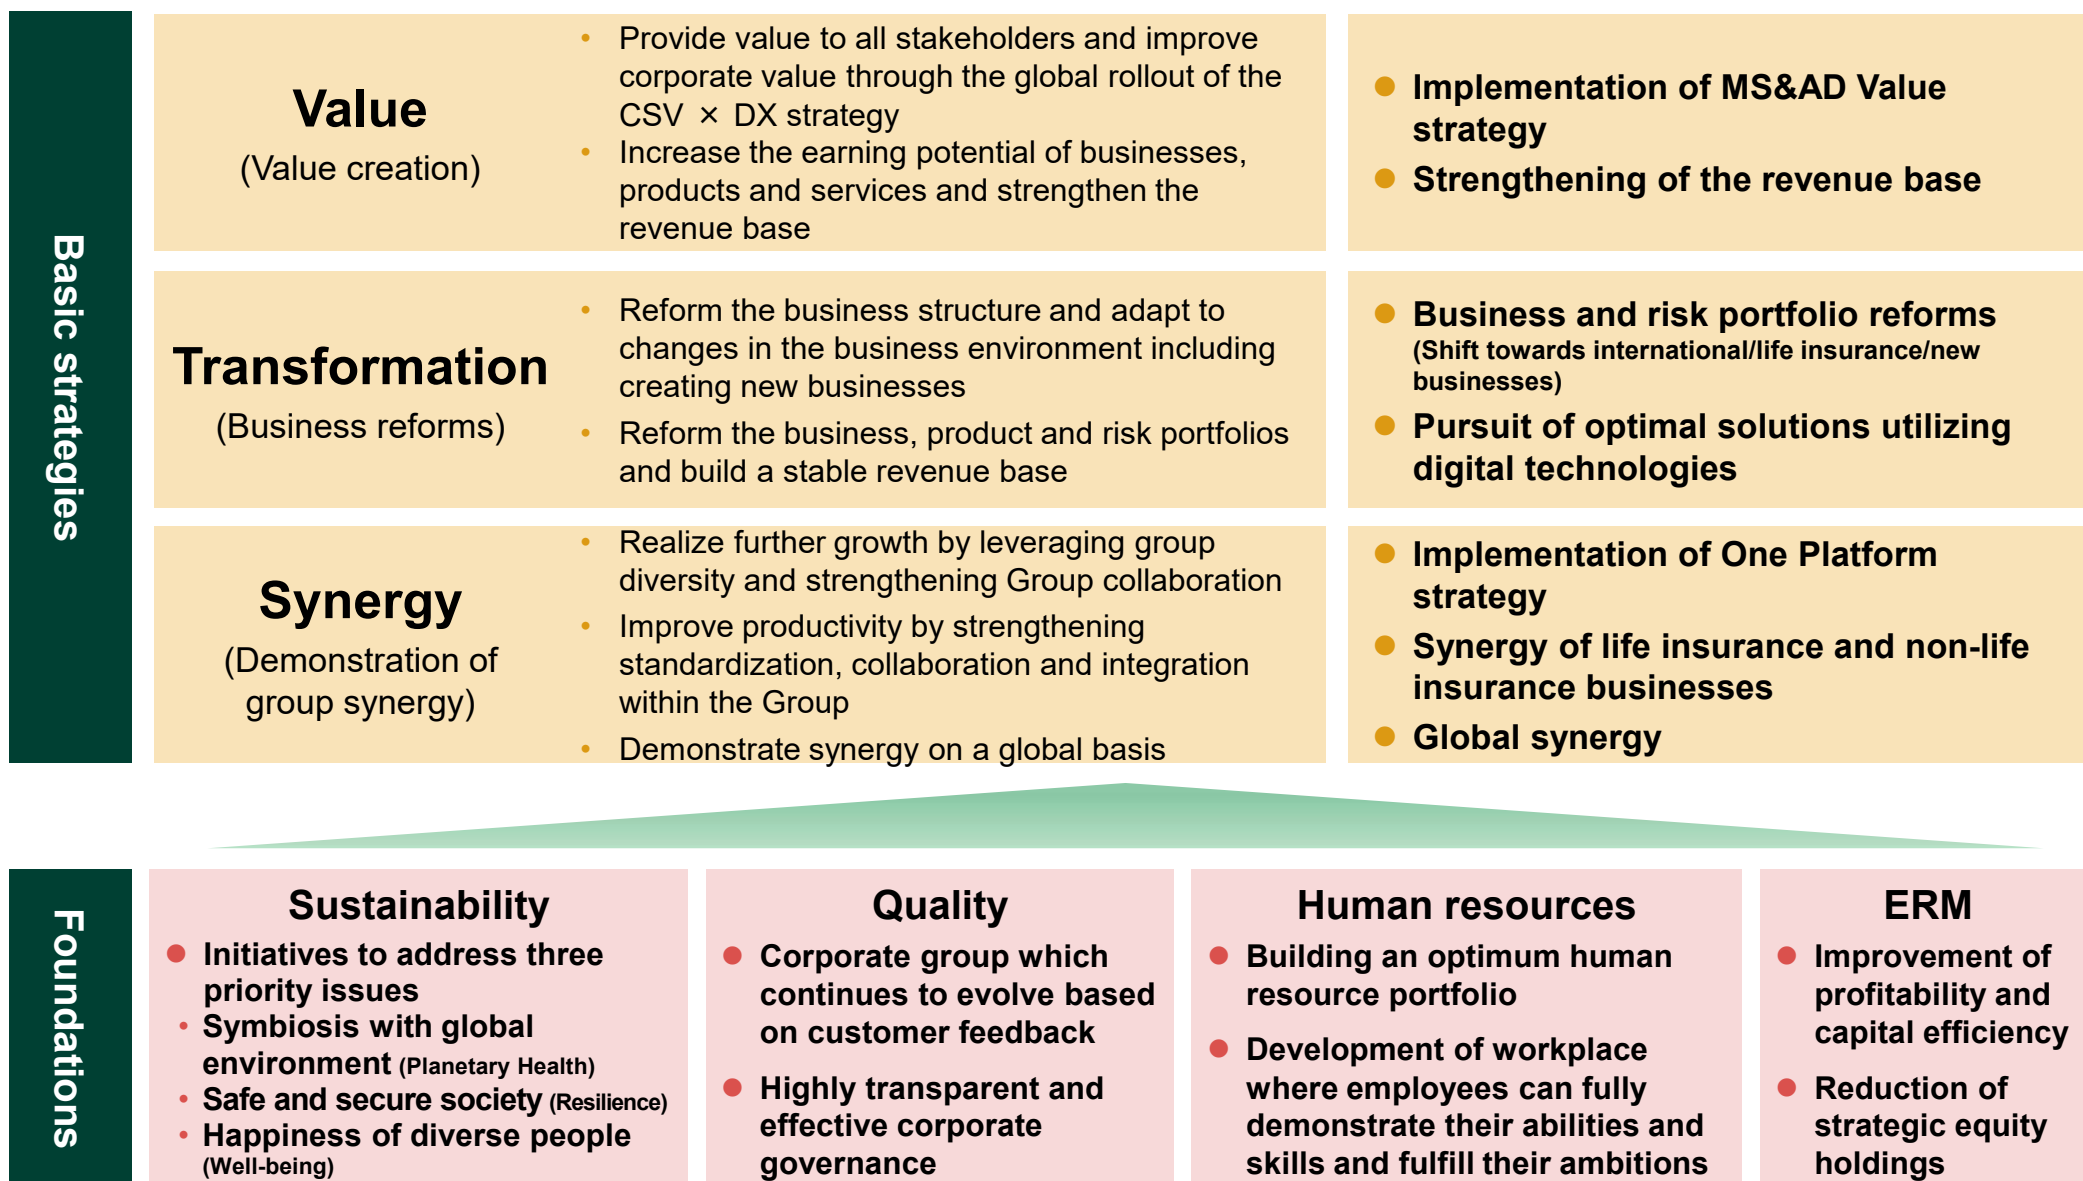 Basic strategies
Value
(Value creation)
• Provide value to all stakeholders and improve
corporate value through the global rollout of the
CSV × DX strategy
• Increase the earning potential of businesses,
products and services and strengthen the
revenue base
● Implementation of MS&AD Value
strategy
● Strengthening of the revenue base
Transformation
(Business reforms)
• Reform the business structure and adapt to
changes in the business environment including
creating new businesses
• Reform the business, product and risk portfolios
and build a stable revenue base
● Business and risk portfolio reforms
(Shift towards international/life insurance/new
businesses)
● Pursuit of optimal solutions utilizing
digital technologies
Synergy
(Demonstration of
group synergy)
• Realize further growth by leveraging group
diversity and strengthening Group collaboration
• Improve productivity by strengthening
standardization, collaboration and integration
within the Group
• Demonstrate synergy on a global basis
● Implementation of One Platform
strategy
● Synergy of life insurance and non-life
insurance businesses
● Global synergy
Foundations
Sustainability
● Initiatives to address three
priority issues
• Symbiosis with global
environment (Planetary Health)
• Safe and secure society (Resilience)
• Happiness of diverse people
(Well-being)
Quality
● Corporate group which
continues to evolve based
on customer feedback
● Highly transparent and
effective corporate
governance
Human resources
● Building an optimum human
resource portfolio
● Development of workplace
where employees can fully
demonstrate their abilities and
skills and fulfill their ambitions
ERM
● Improvement of
profitability and
capital efficiency
● Reduction of
strategic equity
holdings